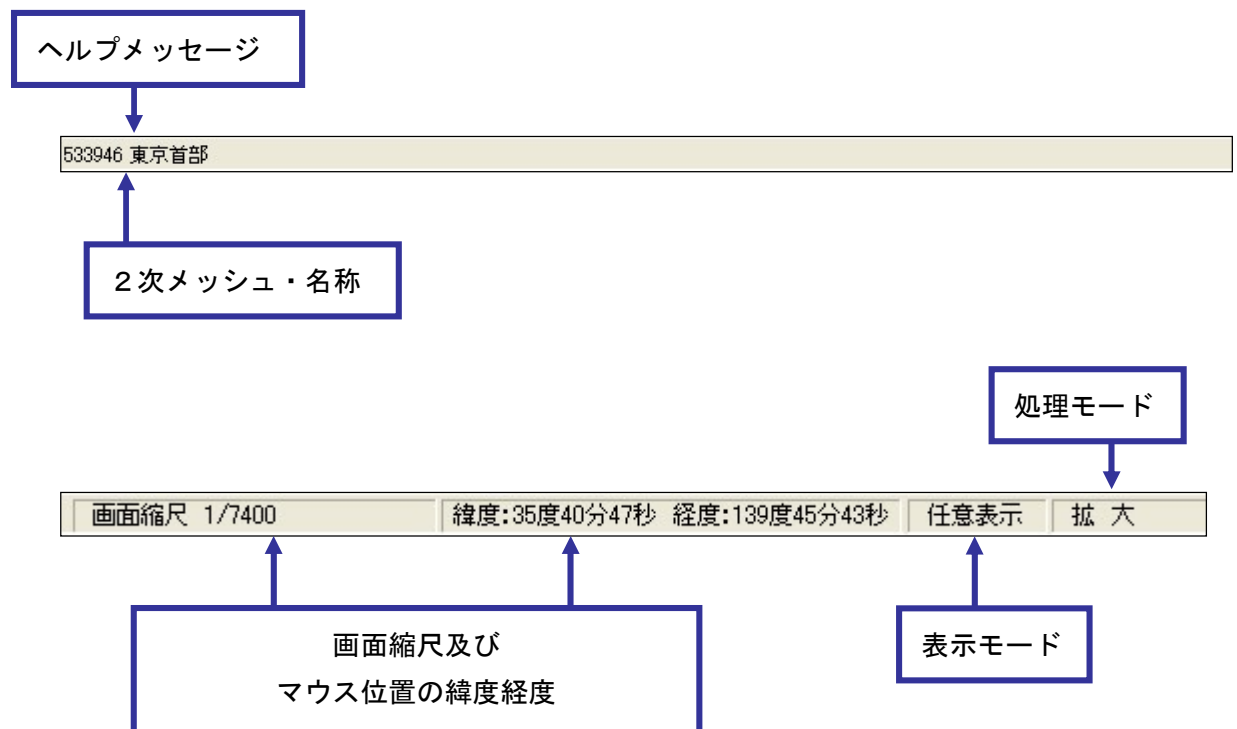 ヘルプメッセージ
533946 東京首部
２次メッシュ・名称
処理モード
画面縮尺 1/7400 緯度:35度40分47秒 経度:139度45分43秒 任意表示 拡 大
画面縮尺及び
マウス位置の緯度経度
表示モード